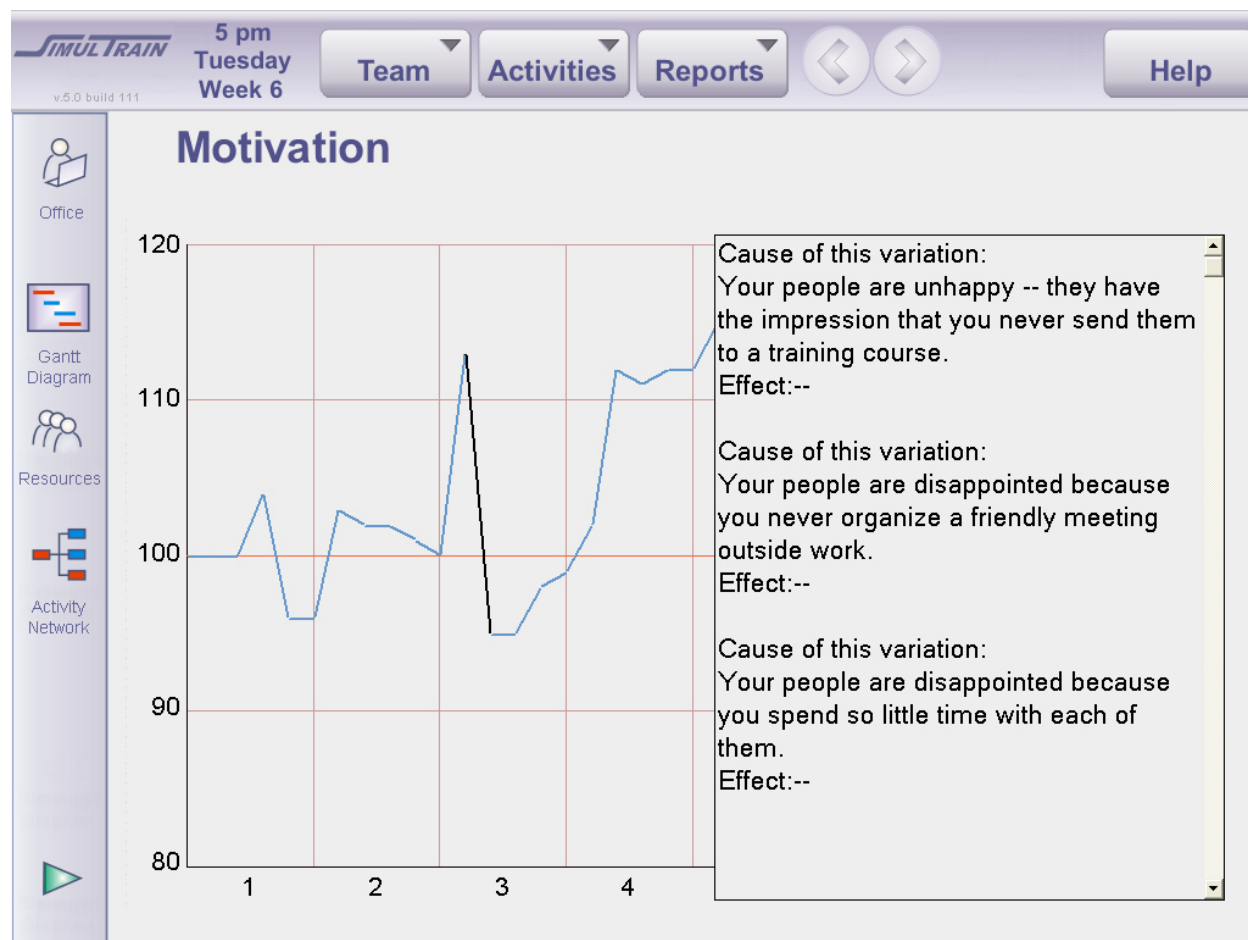 SIMULTRAIN
v.5.0 build 111
5 pm
Tuesday
Week 6
Team
Activities
Reports
Help
Office
Gantt
Diagram
Resources
Activity
Network
Motivation
120
110
100
90
80
1
2
3
4
Cause of this variation:
Your people are unhappy -- they have
the impression that you never send them
to a training course.
Effect:--
Cause of this variation:
Your people are disappointed because
you never organize a friendly meeting
outside work.
Effect:--
Cause of this variation:
Your people are disappointed because
you spend so little time with each of
them.
Effect:--